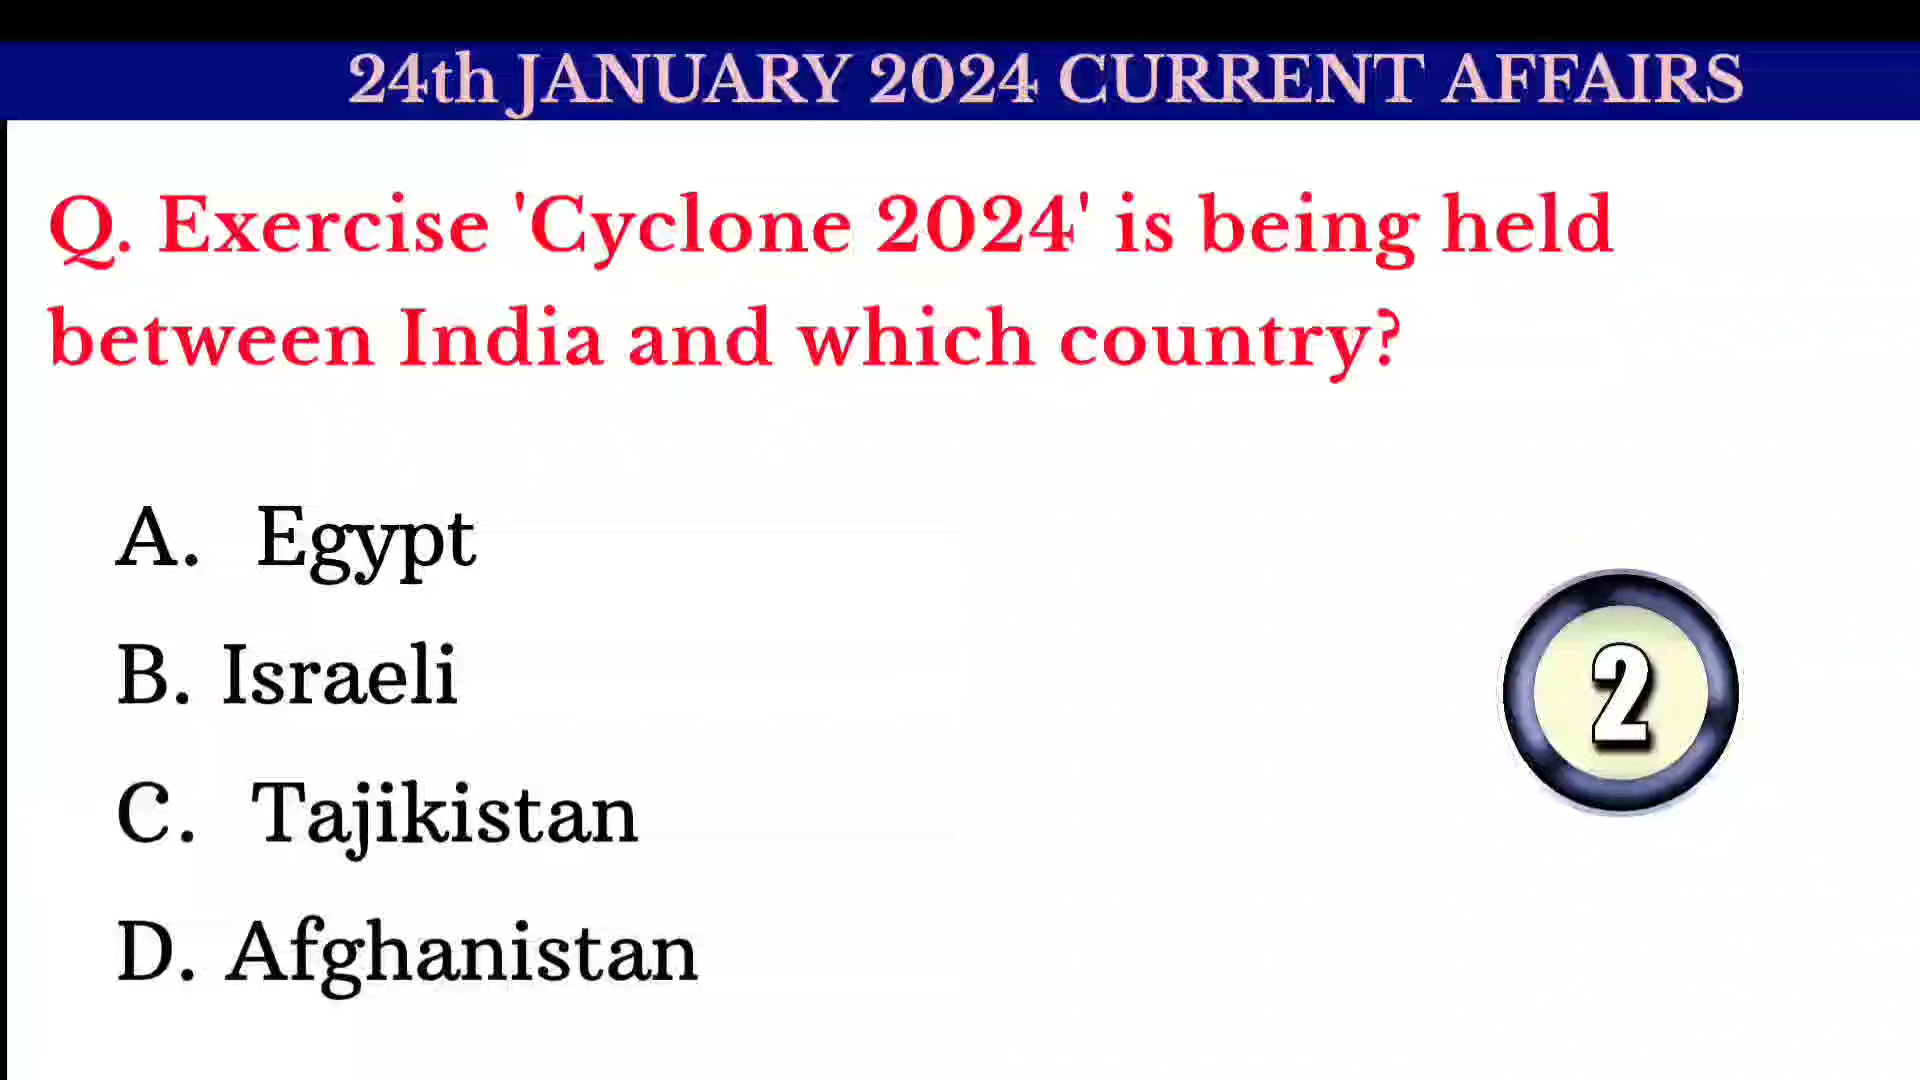 24th JANUARY 2024 CURRENT AFFAIRS
Q. Exercise 'Cyclone 2024' is being held
between India and which country?
A. Egypt
B. Israeli
2
C. Tajikistan
D. Afghanistan